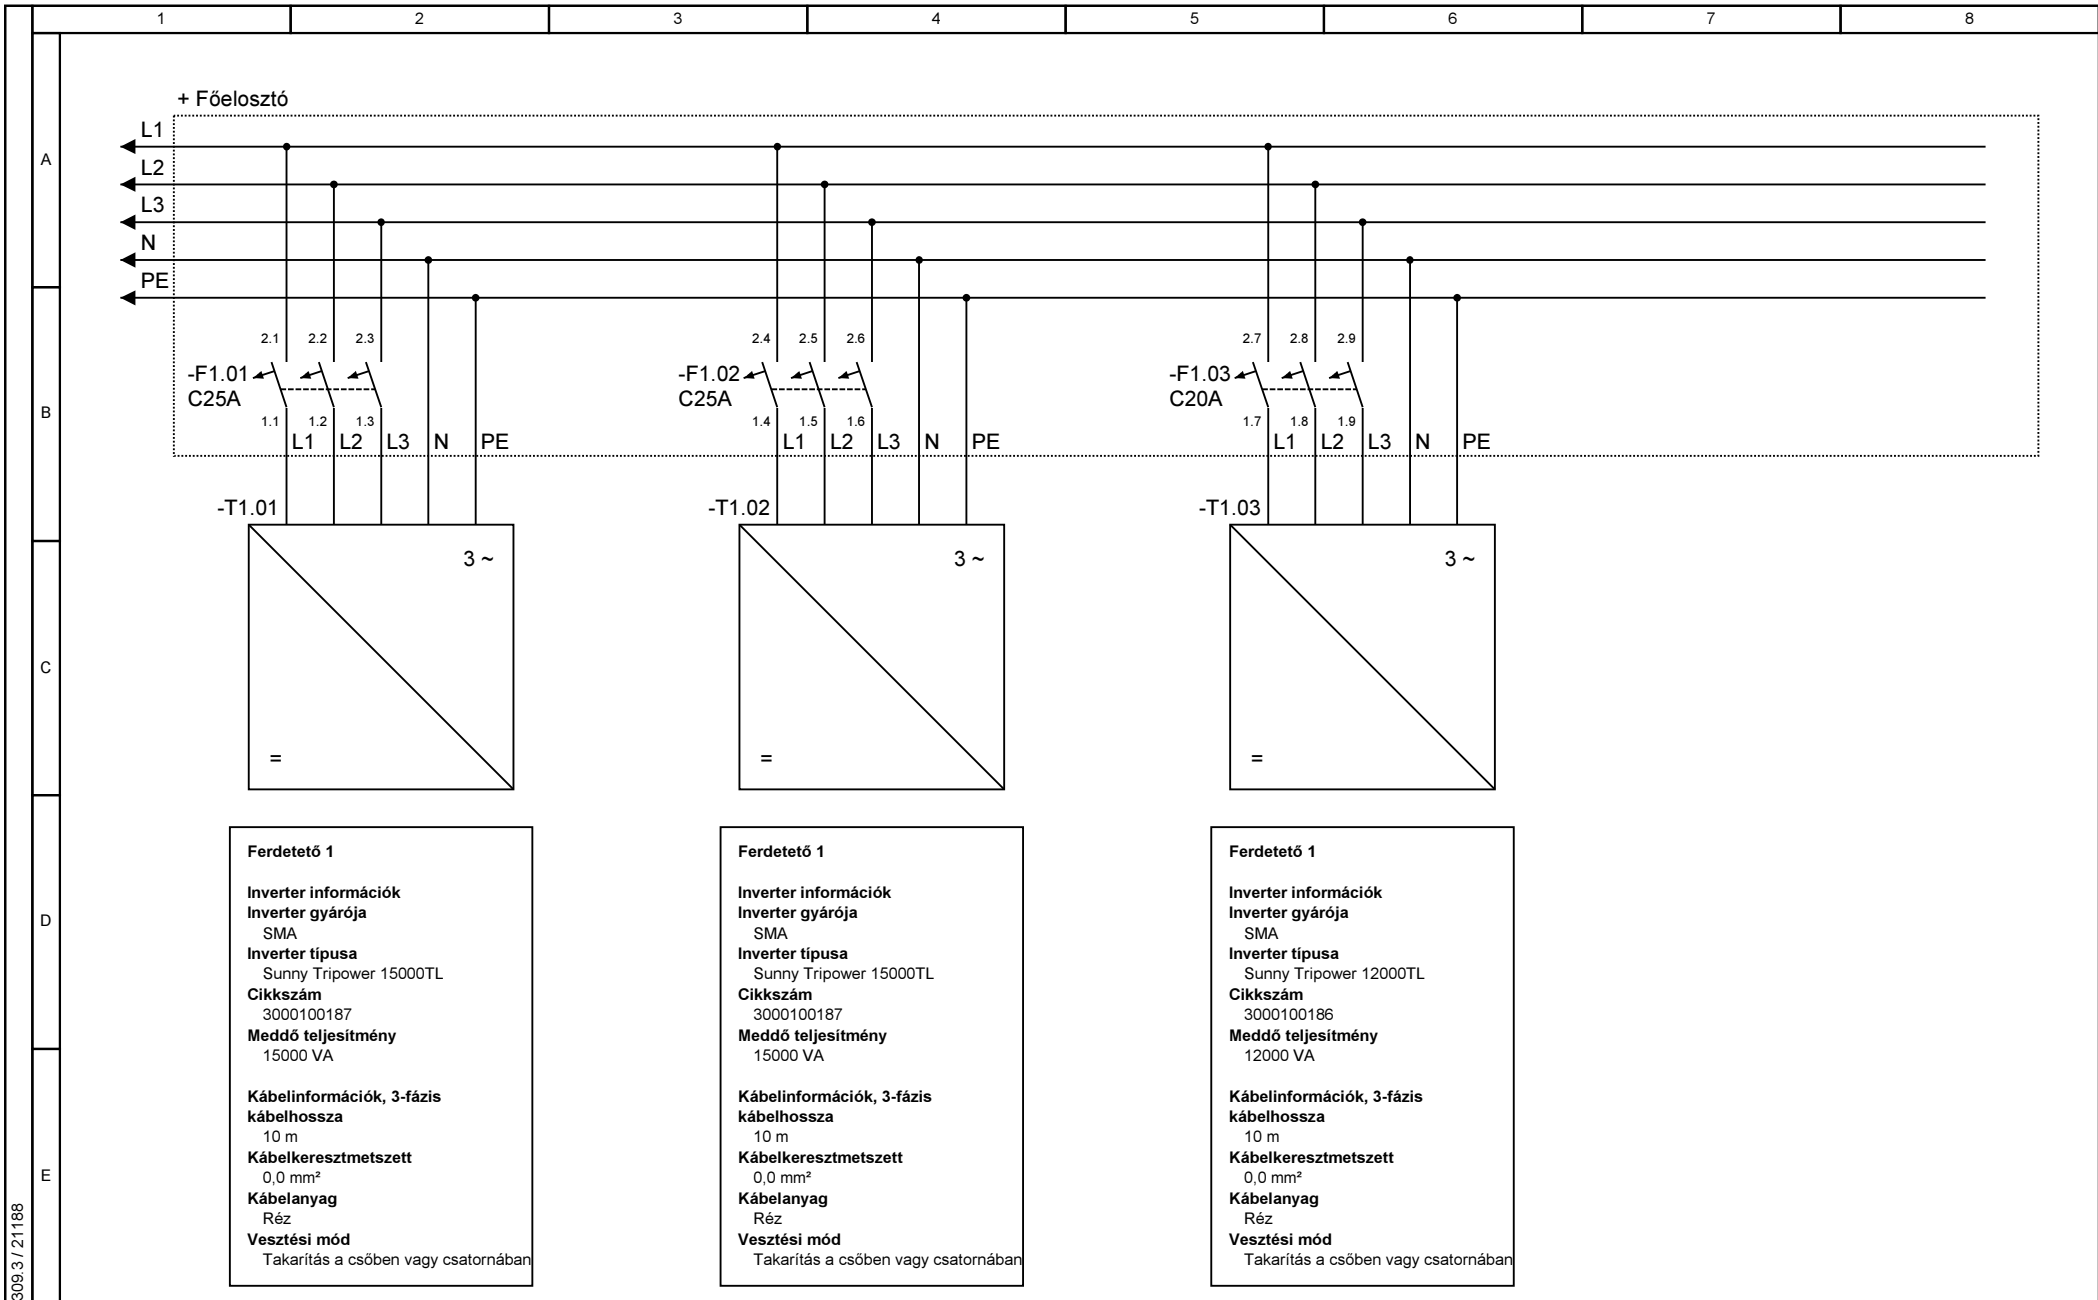 1 2 3 4 5 6 7 8
+ Főelosztó
L1
A
L2
L3
N
PE
2.1 2.2 2.3 2.4 2.5 2.6 2.7 2.8 2.9
-F1.01 -F1.02 -F1.03
C25A C25A C20A
B
1.1 1.2 1.3 1.4 1.5 1.6 1.7 1.8 1.9
L1 L2 L3 N PE L1 L2 L3 N PE L1 L2 L3 N PE
-T1.01 -T1.02 -T1.03
3 ~ 3 ~ 3 ~
C
= = =
D
E
309.3 / 21188
Ferdetető 1
Inverter információk
Inverter gyárója
SMA
Inverter típusa
Sunny Tripower 15000TL
Cikkszám
3000100187
Meddő teljesítmény
15000 VA
Kábelinformációk, 3-fázis
kábelhossza
10 m
Kábelkeresztmetszett
0,0 mm²
Kábelanyag
Réz
Vesztési mód
Takarítás a csőben vagy csatornában
Ferdetető 1
Inverter információk
Inverter gyárója
SMA
Inverter típusa
Sunny Tripower 15000TL
Cikkszám
3000100187
Meddő teljesítmény
15000 VA
Kábelinformációk, 3-fázis
kábelhossza
10 m
Kábelkeresztmetszett
0,0 mm²
Kábelanyag
Réz
Vesztési mód
Takarítás a csőben vagy csatornában
Ferdetető 1
Inverter információk
Inverter gyárója
SMA
Inverter típusa
Sunny Tripower 12000TL
Cikkszám
3000100186
Meddő teljesítmény
12000 VA
Kábelinformációk, 3-fázis
kábelhossza
10 m
Kábelkeresztmetszett
0,0 mm²
Kábelanyag
Réz
Vesztési mód
Takarítás a csőben vagy csatornában